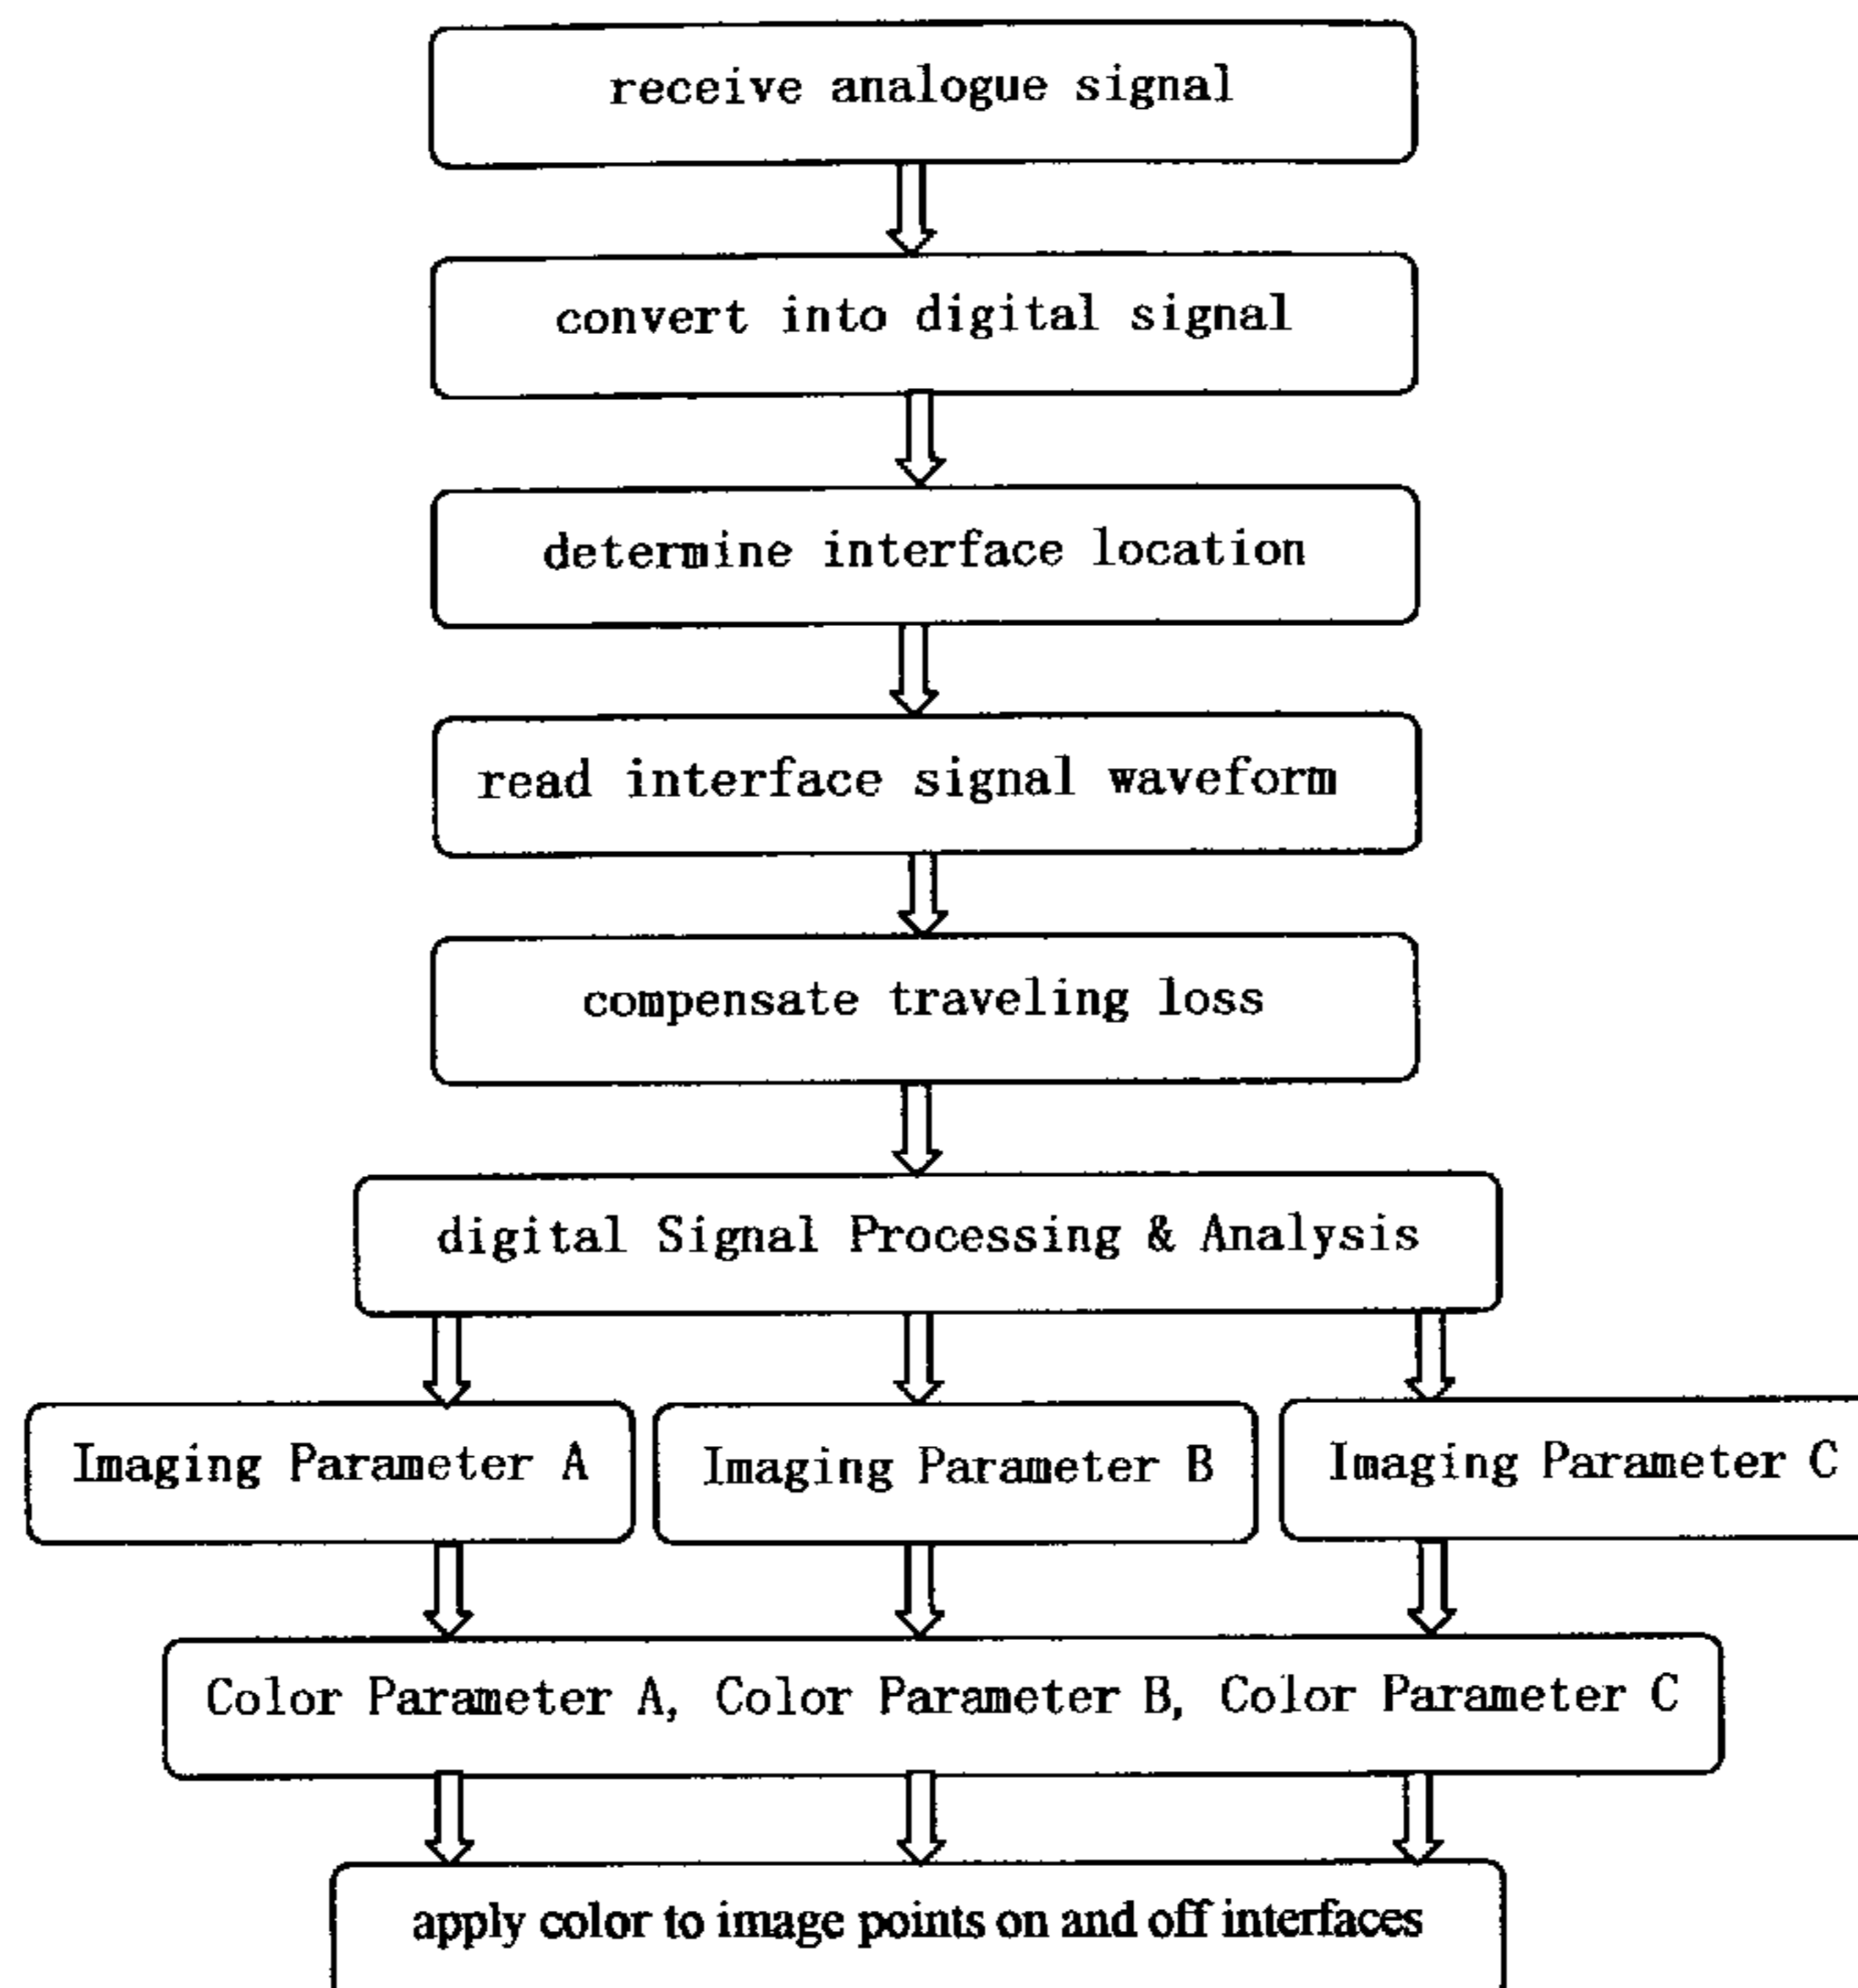 receive analogue signal
convert into digital signal
determine interface location
read interface signal waveform
compensate traveling loss
digital Signal Processing & Analysis
Imaging Parameter A
Imaging Parameter B
Imaging Parameter C
Color Parameter A, Color Parameter B, Color Parameter C
apply color to image points on and off interfaces